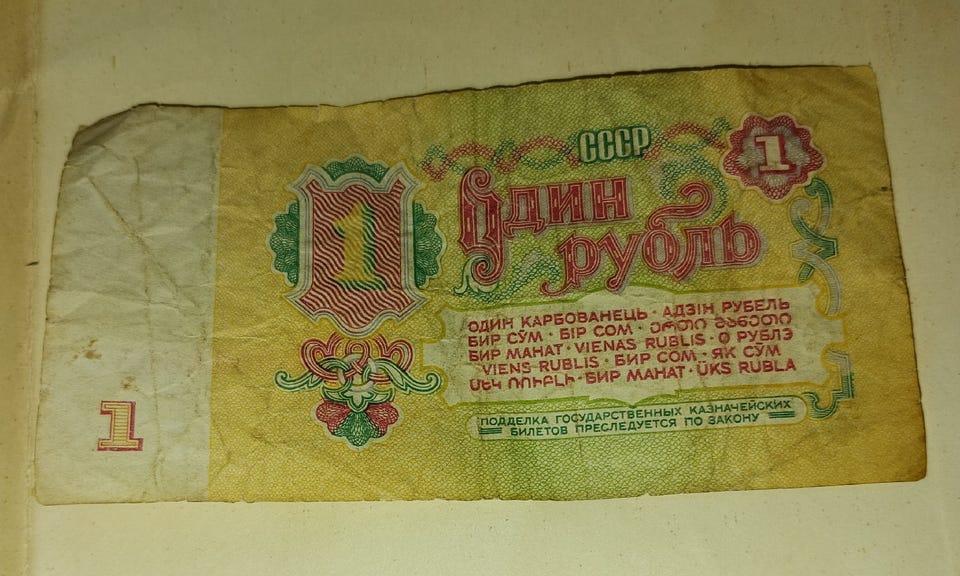 СССР
1
1
Один
рубль
ОДИН КАРБОВАНЕЦЬ · АДЗІН РУБЕЛЬ
БИР СЎМ · БІР СОМ · ერთი მანეთი
БИР МАНАТ · VIENAS RUBLIS · О РУБЛЭ
VIENS RUBLIS · БИР СОМ · ЯК СӮМ
ՄԵԿ ՌՈՒԲԼԻ · БИР МАНАТ · ÜKS RUBLA
1
ПОДДЕЛКА ГОСУДАРСТВЕННЫХ КАЗНАЧЕЙСКИХ
БИЛЕТОВ ПРЕСЛЕДУЕТСЯ ПО ЗАКОНУ